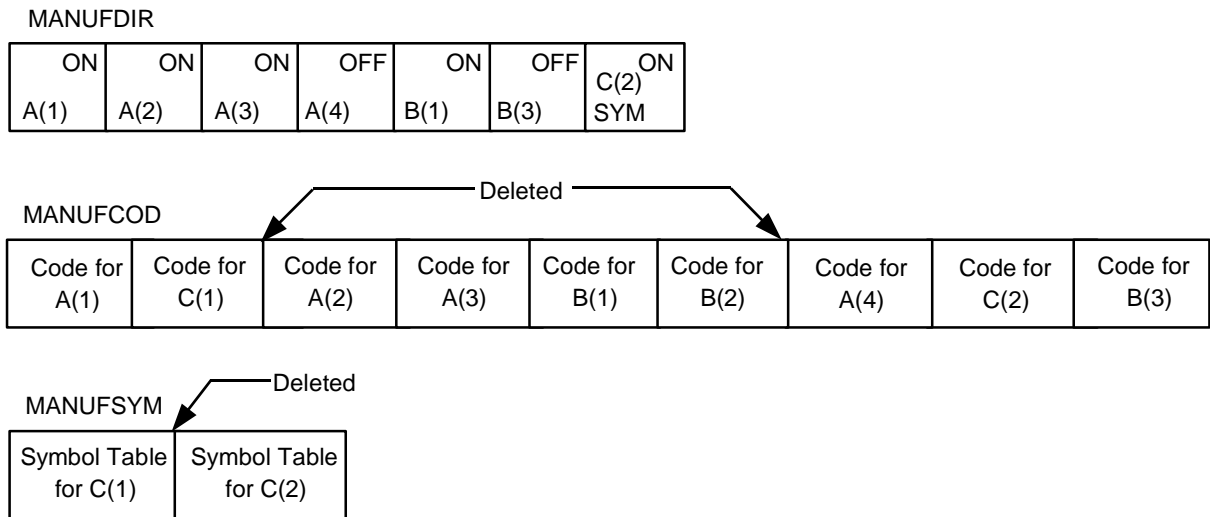 MANUFDIR
ON ON ON OFF ON OFF ON
A(1) A(2) A(3) A(4) B(1) B(3) C(2)
SYM
Deleted
MANUFCOD
Code for Code for Code for Code for Code for Code for Code for Code for Code for
A(1) C(1) A(2) A(3) B(1) B(2) A(4) C(2) B(3)
Deleted
MANUFSYM
Symbol Table Symbol Table
for C(1) for C(2)